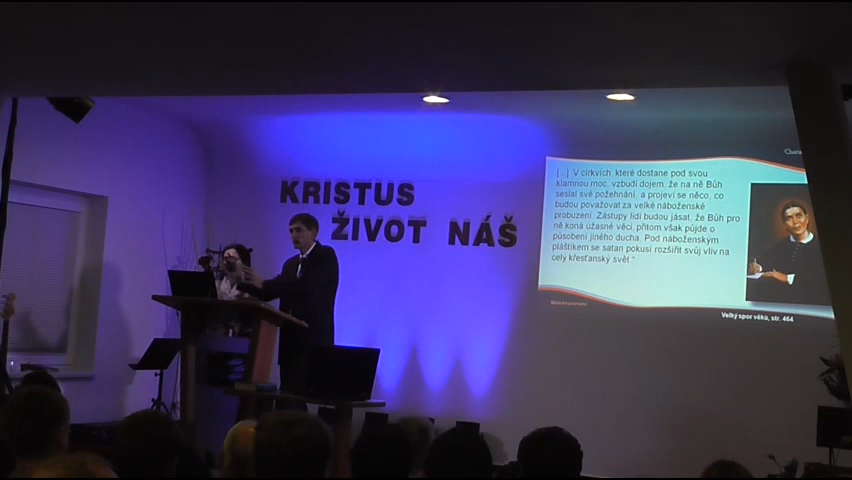 KRISTUS
ŽIVOT NÁŠ
[...] V církvích, které dostane pod svou
klamnou moc, vzbudí dojem, že na ně Bůh
seslal své požehnání, a projeví se něco, co
budou považovat za velké náboženské
probuzení. Zástupy lidí budou jásat, že Bůh pro
ně koná úžasné věci, přitom však půjde o
působení jiného ducha. Pod náboženským
pláštíkem se satan pokusí rozšířit svůj vliv na
celý křesťanský svět."
Velký spor věků, str. 464